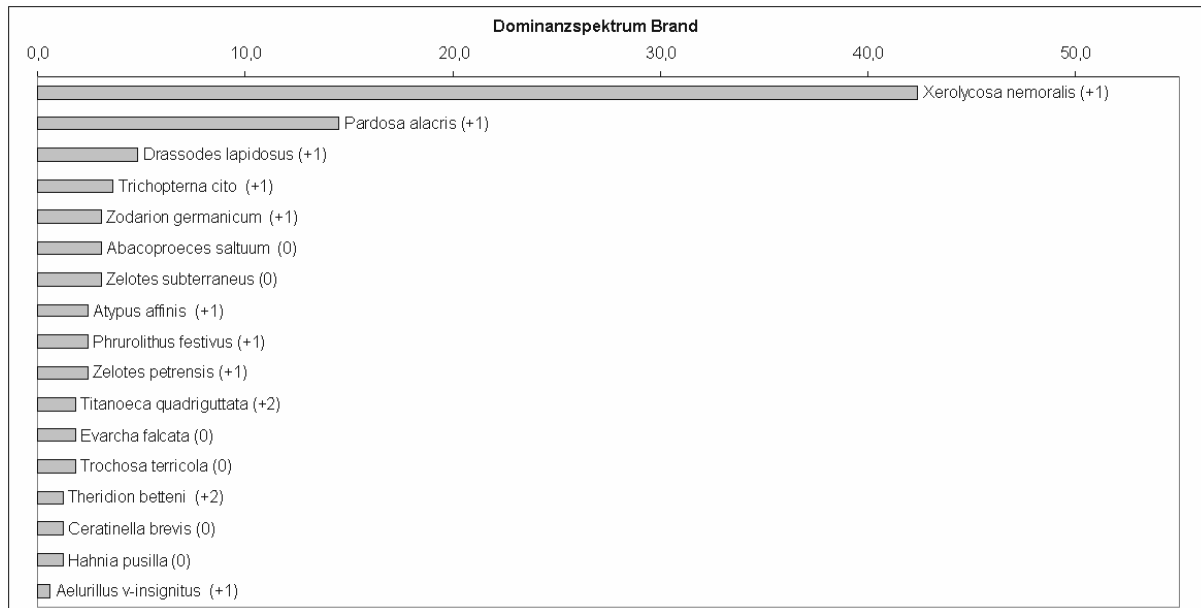 Dominanzspektrum Brand
0,0 10,0 20,0 30,0 40,0 50,0
Xerolycosa nemoralis (+1)
Pardosa alacris (+1)
Drassodes lapidosus (+1)
Trichopterna cito (+1)
Zodarion germanicum (+1)
Abacoproeces saltuum (0)
Zelotes subterraneus (0)
Atypus affinis (+1)
Phrurolithus festivus (+1)
Zelotes petrensis (+1)
Titanoeca quadriguttata (+2)
Evarcha falcata (0)
Trochosa terricola (0)
Theridion betteni (+2)
Ceratinella brevis (0)
Hahnia pusilla (0)
Aelurillus v-insignitus (+1)